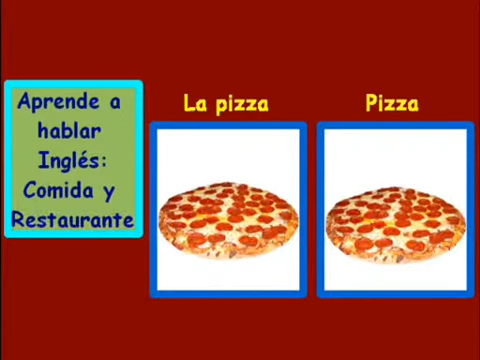 Aprende a
hablar
Inglés:
Comida y
Restaurante
La pizza
Pizza